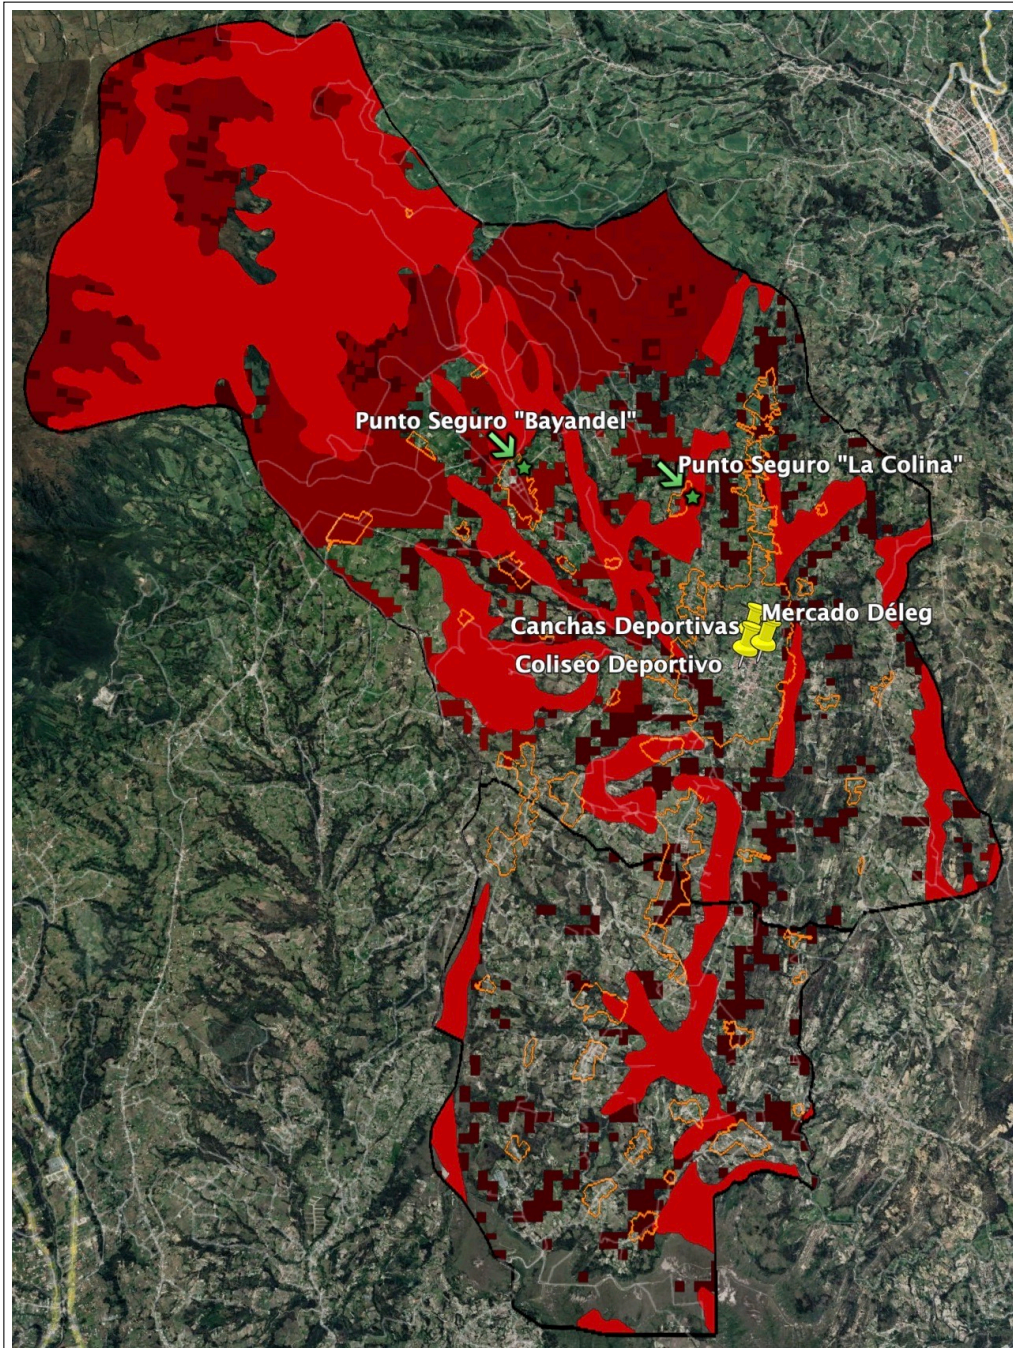 Punto Seguro "Bayandel"
Punto Seguro "La Colina"
Mercado Déleg
Canchas Deportivas
Coliseo Deportivo